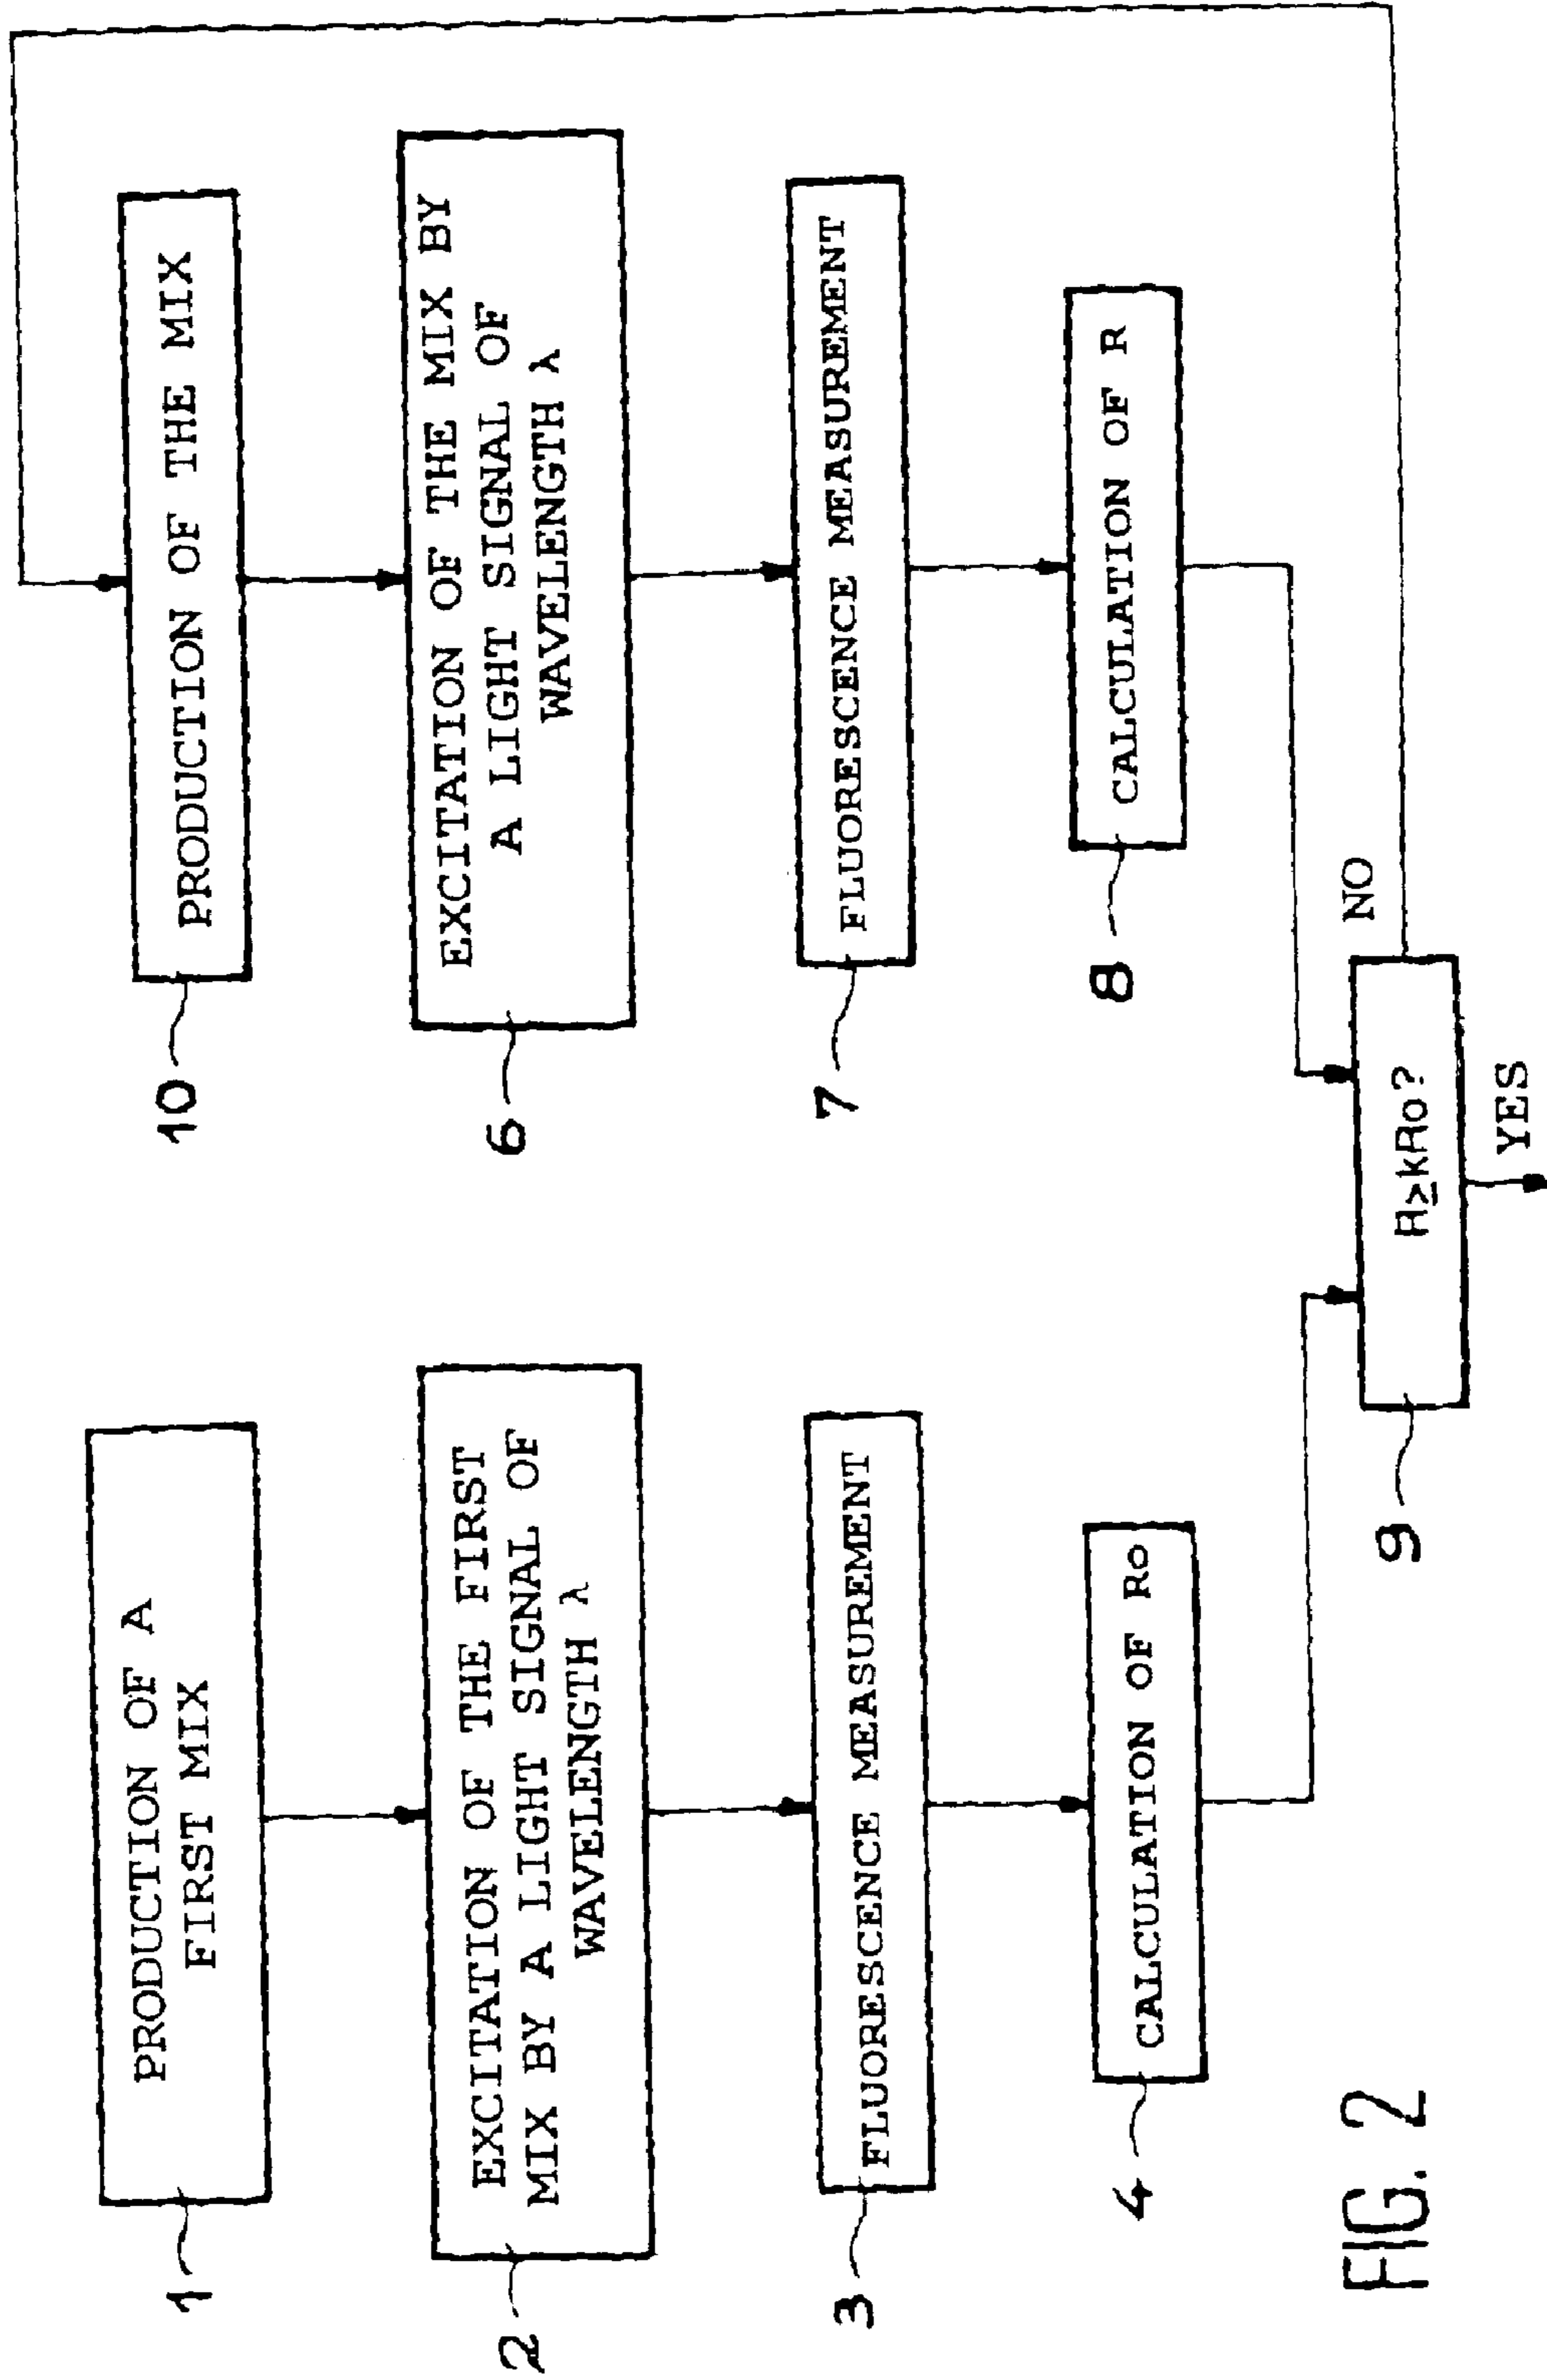 1
PRODUCTION OF A
FIRST MIX
2
EXCITATION OF THE FIRST
MIX BY A LIGHT SIGNAL OF
WAVELENGTH λ
3
FLUORESCENCE MEASUREMENT
4
CALCULATION OF Ro
10
PRODUCTION OF THE MIX
6
EXCITATION OF THE MIX BY
A LIGHT SIGNAL OF
WAVELENGTH λ
7
FLUORESCENCE MEASUREMENT
8
CALCULATION OF R
9
R≥kRo?
NO
YES
FIG. 2